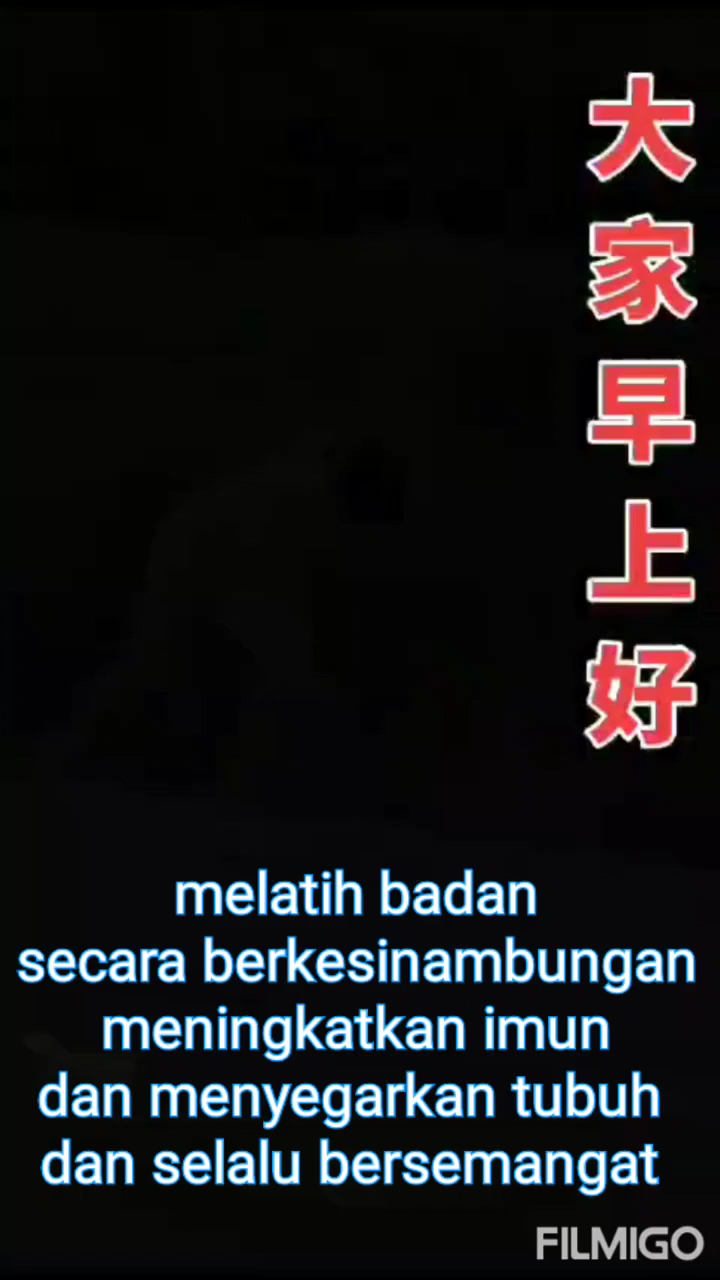 大家早上好
melatih badan
secara berkesinambungan
meningkatkan imun
dan menyegarkan tubuh
dan selalu bersemangat
FILMIGO